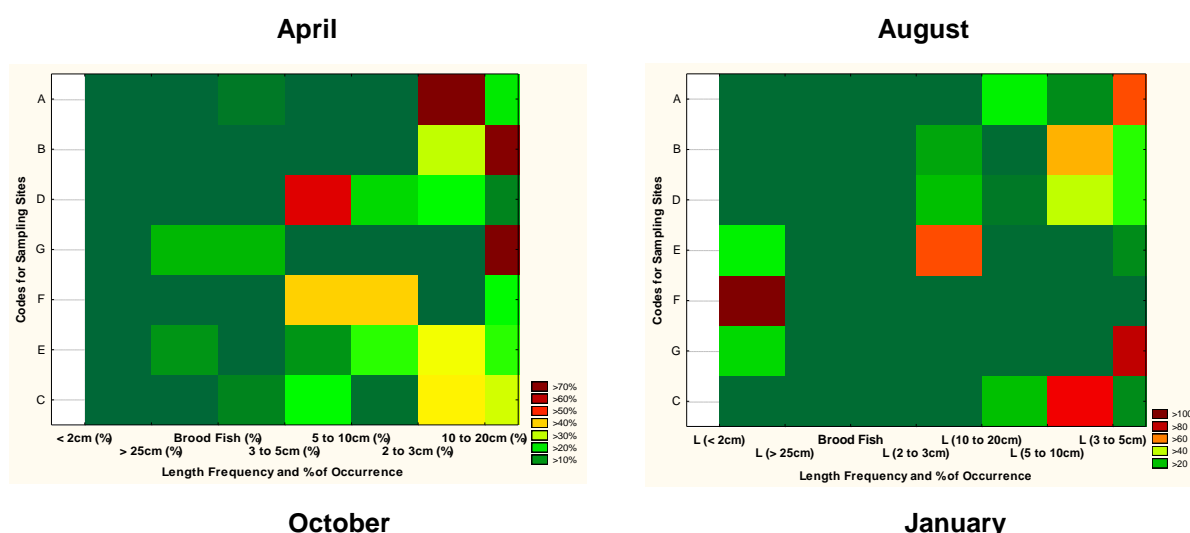 April
Codes for Sampling Sites
A
B
D
G
F
E
C
< 2cm (%)
> 25cm (%)
Brood Fish (%)
3 to 5cm (%)
5 to 10cm (%)
2 to 3cm (%)
10 to 20cm (%)
Length Frequency and %of Occurrence
>70%
>60%
>50%
>40%
>30%
>20%
>10%
August
Codes for Sampling Sites
A
B
D
E
F
G
C
L (< 2cm)
L (> 25cm)
Brood Fish
L (2 to 3cm)
L (10 to 20cm)
L (5 to 10cm)
L (3 to 5cm)
Length Frequency and %of Occurrence
>100
>80
>60
>40
>20
October
January